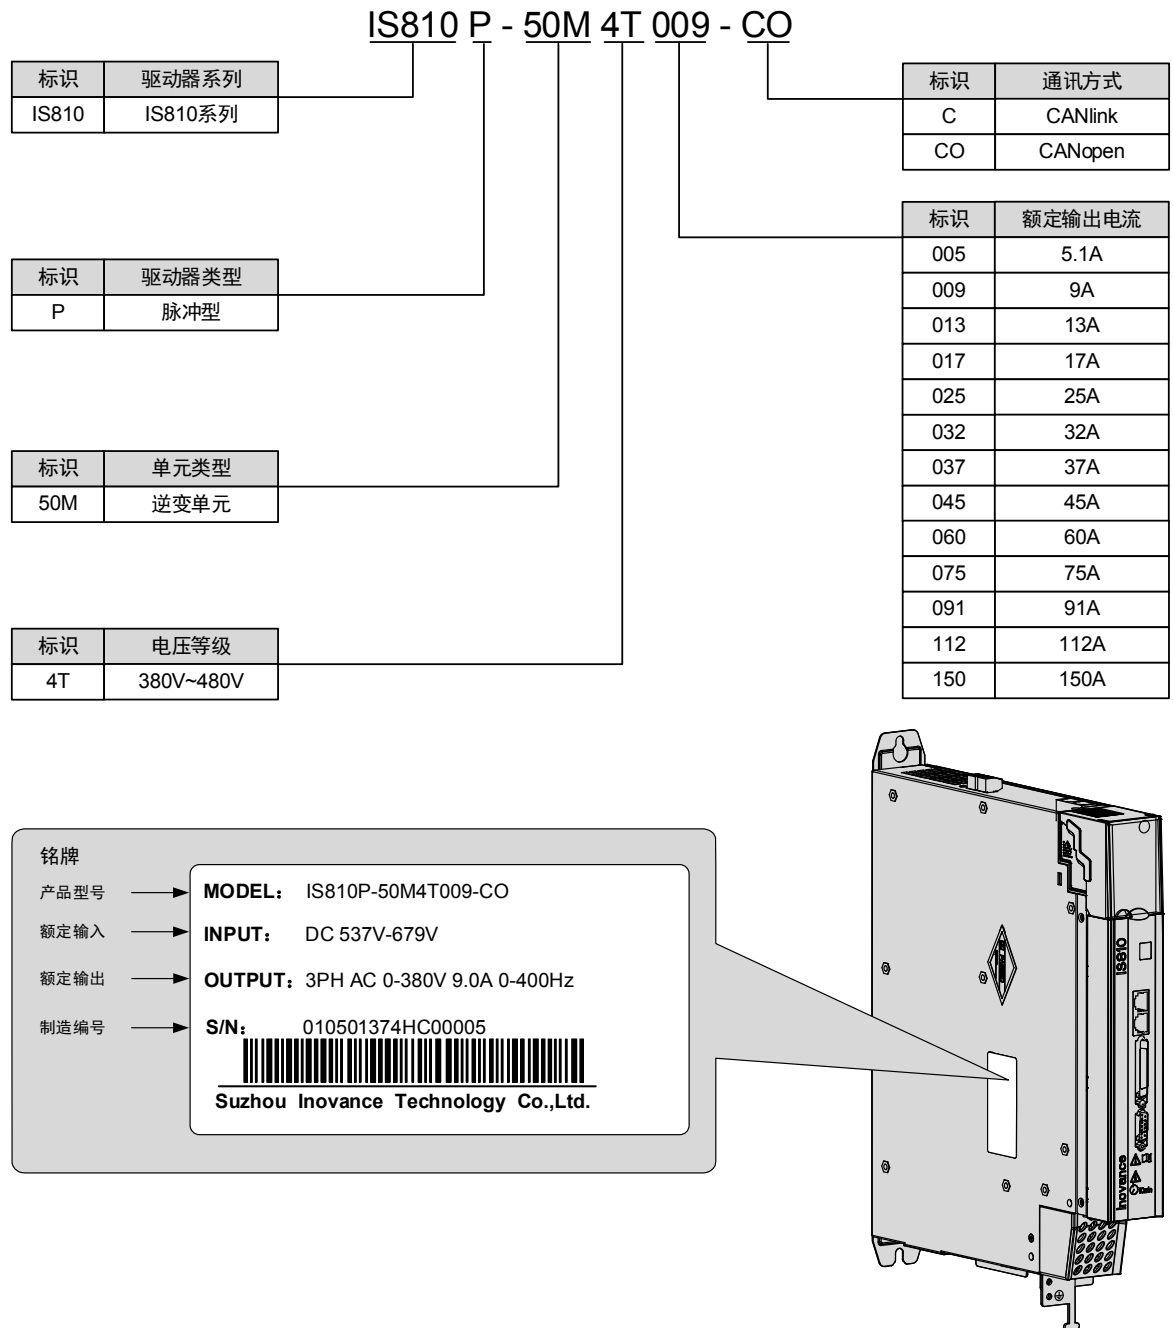 IS810 P - 50M 4T 009 - CO
标识 驱动器系列
IS810 IS810系列
标识 驱动器类型
P 脉冲型
标识 单元类型
50M 逆变单元
标识 电压等级
4T 380V~480V
标识 通讯方式
C CANlink
CO CANopen
标识 额定输出电流
005 5.1A
009 9A
013 13A
017 17A
025 25A
032 32A
037 37A
045 45A
060 60A
075 75A
091 91A
112 112A
150 150A
铭牌
产品型号 MODEL： IS810P-50M4T009-CO
额定输入 INPUT： DC 537V-679V
额定输出 OUTPUT： 3PH AC 0-380V 9.0A 0-400Hz
制造编号 S/N： 010501374HC00005
Suzhou Inovance Technology Co.,Ltd.
IS810
Inovance
10min